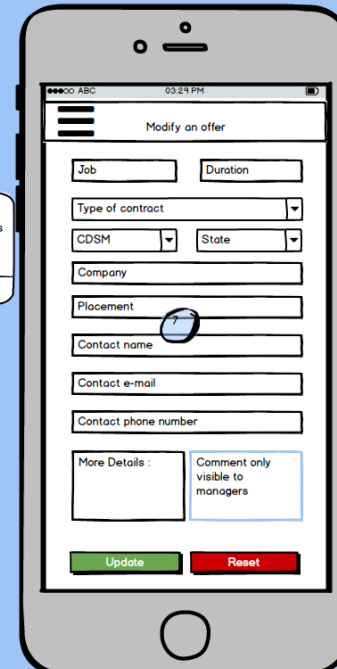 ABC 03:29 PM
Modify an offer
Job Duration
Type of contract
CDSM State
Company
Placement
7
Contact name
Contact e-mail
Contact phone number
More Details :
Comment only
visible to
managers
Update Reset